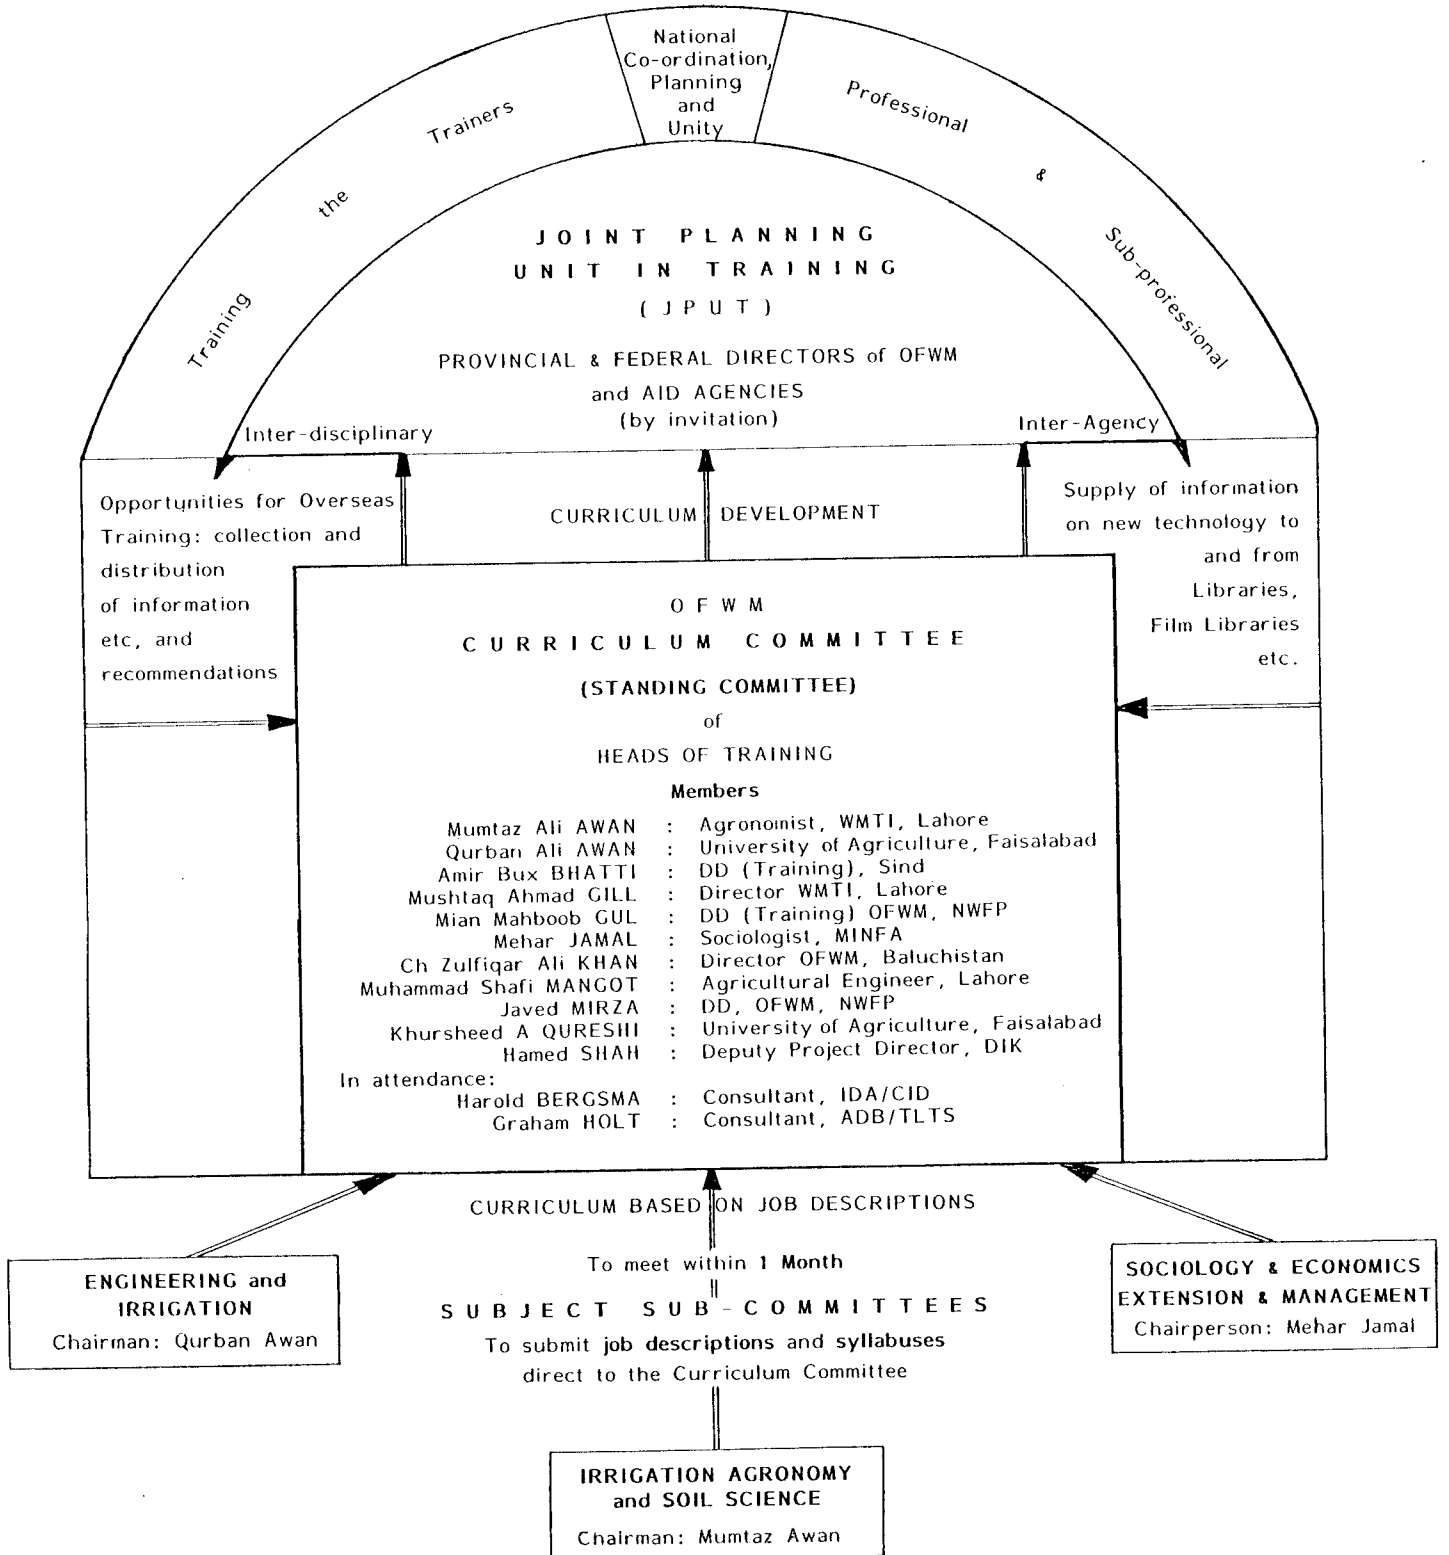 National
Co-ordination,
Planning
and
Unity
Training the Trainers
Professional & Sub-professional
JOINT PLANNING
UNIT IN TRAINING
(JPUT)
PROVINCIAL & FEDERAL DIRECTORS of OFWM
and AID AGENCIES
(by invitation)
Inter-disciplinary
Inter-Agency
Opportunities for Overseas
Training: collection and
distribution
of information
etc, and
recommendations
CURRICULUM DEVELOPMENT
Supply of information
on new technology to
and from
Libraries,
Film Libraries
etc.
OFWM
CURRICULUM COMMITTEE
(STANDING COMMITTEE)
of
HEADS OF TRAINING
Members
Mumtaz Ali AWAN : Agronomist, WMTI, Lahore
Qurban Ali AWAN : University of Agriculture, Faisalabad
Amir Bux BHATTI : DD (Training), Sind
Mushtaq Ahmad GILL : Director WMTI, Lahore
Mian Mahboob GUL : DD (Training) OFWM, NWFP
Mehar JAMAL : Sociologist, MINFA
Ch Zulfiqar Ali KHAN : Director OFWM, Baluchistan
Muhammad Shafi MANGOT : Agricultural Engineer, Lahore
Javed MIRZA : DD, OFWM, NWFP
Khursheed A QURESHI : University of Agriculture, Faisalabad
Hamed SHAH : Deputy Project Director, DIK
In attendance:
Harold BERGSMA : Consultant, IDA/CID
Graham HOLT : Consultant, ADB/TLTS
CURRICULUM BASED ON JOB DESCRIPTIONS
To meet within 1 Month
SUBJECT SUB-COMMITTEES
To submit job descriptions and syllabuses
direct to the Curriculum Committee
ENGINEERING and
IRRIGATION
Chairman: Qurban Awan
SOCIOLOGY & ECONOMICS
EXTENSION & MANAGEMENT
Chairperson: Mehar Jamal
IRRIGATION AGRONOMY
and SOIL SCIENCE
Chairman: Mumtaz Awan